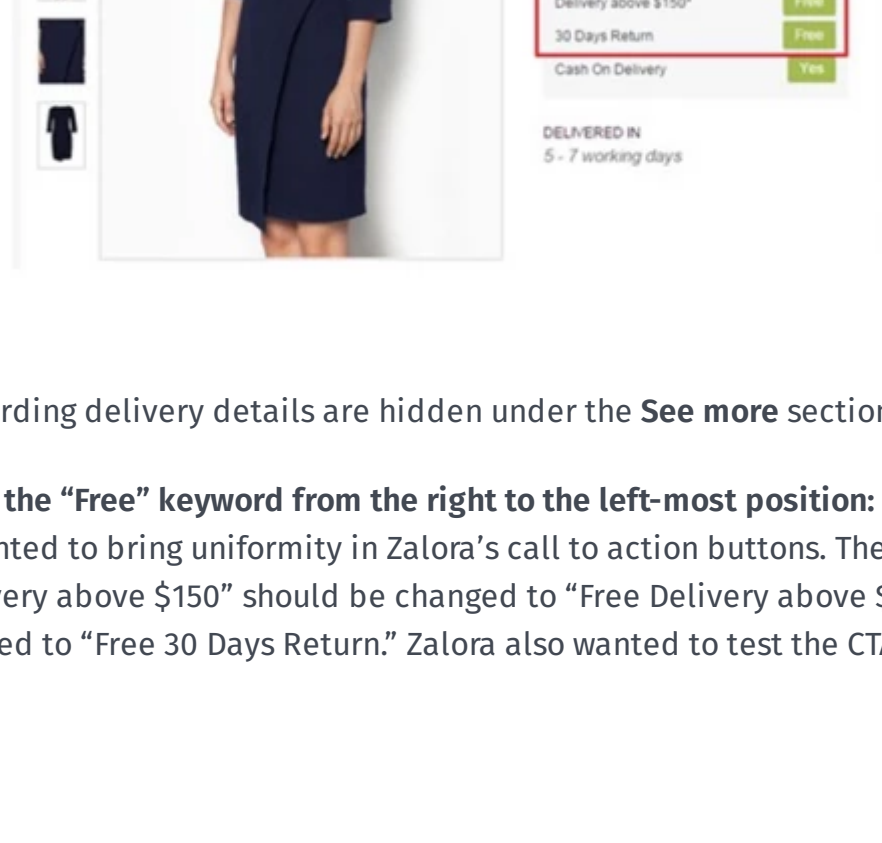 Delivery above $150* Free
30 Days Return Free
Cash On Delivery Yes
DELIVERED IN
5 - 7 working days
rding delivery details are hidden under the See more section
the “Free” keyword from the right to the left-most position:
nted to bring uniformity in Zalora’s call to action buttons. The
very above $150” should be changed to “Free Delivery above $
ed to “Free 30 Days Return.” Zalora also wanted to test the CTA